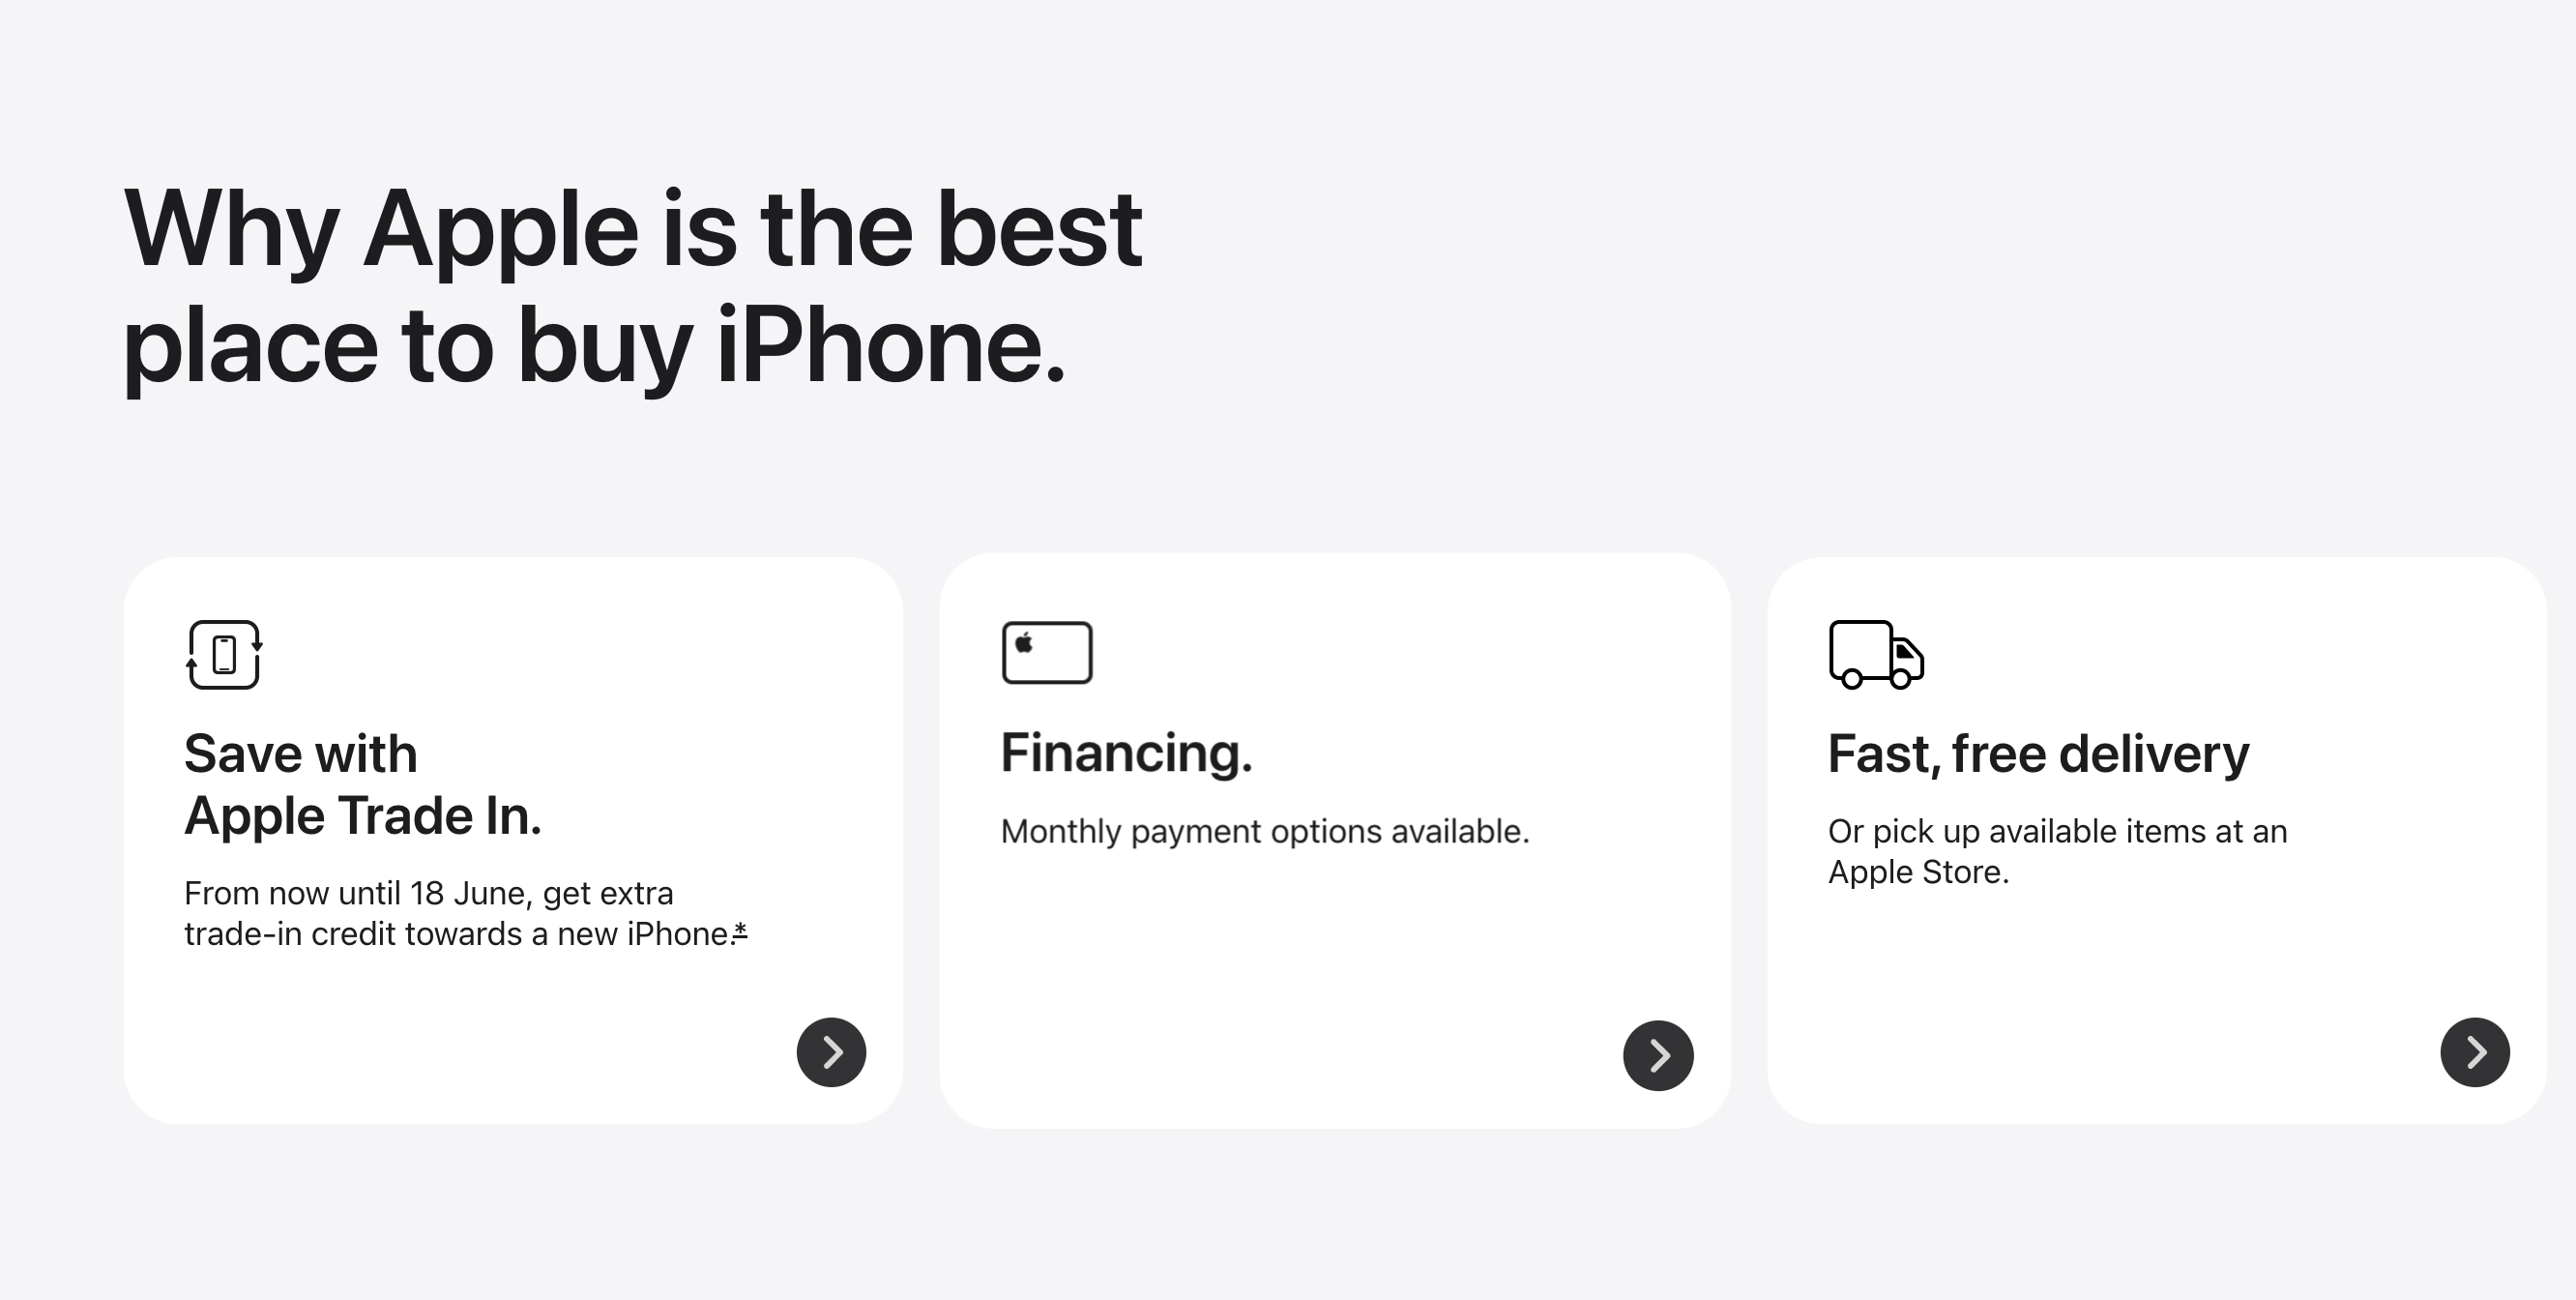 Why Apple is the best
place to buy iPhone.
Save with
Apple Trade In.
From now until 18 June, get extra
trade-in credit towards a new iPhone.*
Financing.
Monthly payment options available.
Fast, free delivery
Or pick up available items at an
Apple Store.